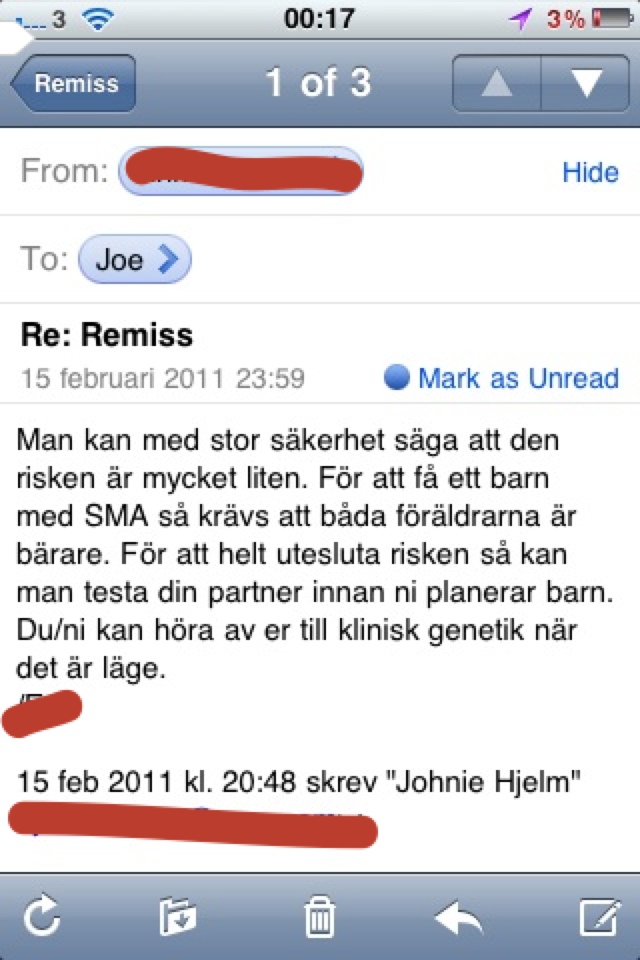 3 00:17 3%
Remiss 1 of 3
From: Hide
To: Joe
Re: Remiss
15 februari 2011 23:59 Mark as Unread
Man kan med stor säkerhet säga att den
risken är mycket liten. För att få ett barn
med SMA så krävs att båda föräldrarna är
bärare. För att helt utesluta risken så kan
man testa din partner innan ni planerar barn.
Du/ni kan höra av er till klinisk genetik när
det är läge.
15 feb 2011 kl. 20:48 skrev "Johnie Hjelm"